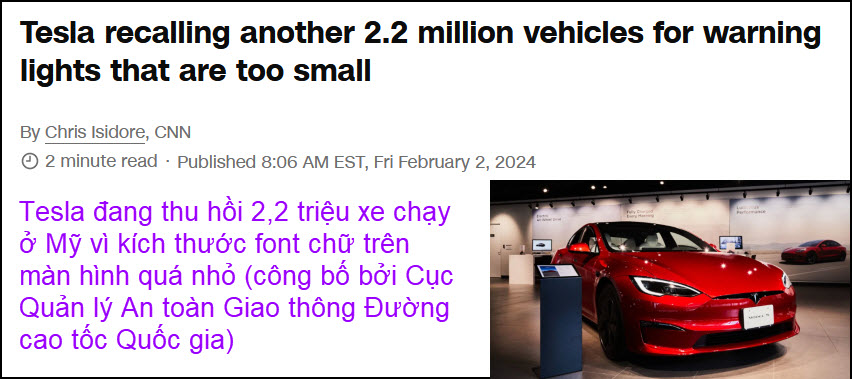 Tesla recalling another 2.2 million vehicles for warning
lights that are too small
By Chris Isidore, CNN
2 minute read · Published 8:06 AM EST, Fri February 2, 2024
Tesla đang thu hồi 2,2 triệu xe chạy
ở Mỹ vì kích thước font chữ trên
màn hình quá nhỏ (công bố bởi Cục
Quản lý An toàn Giao thông Đường
cao tốc Quốc gia)